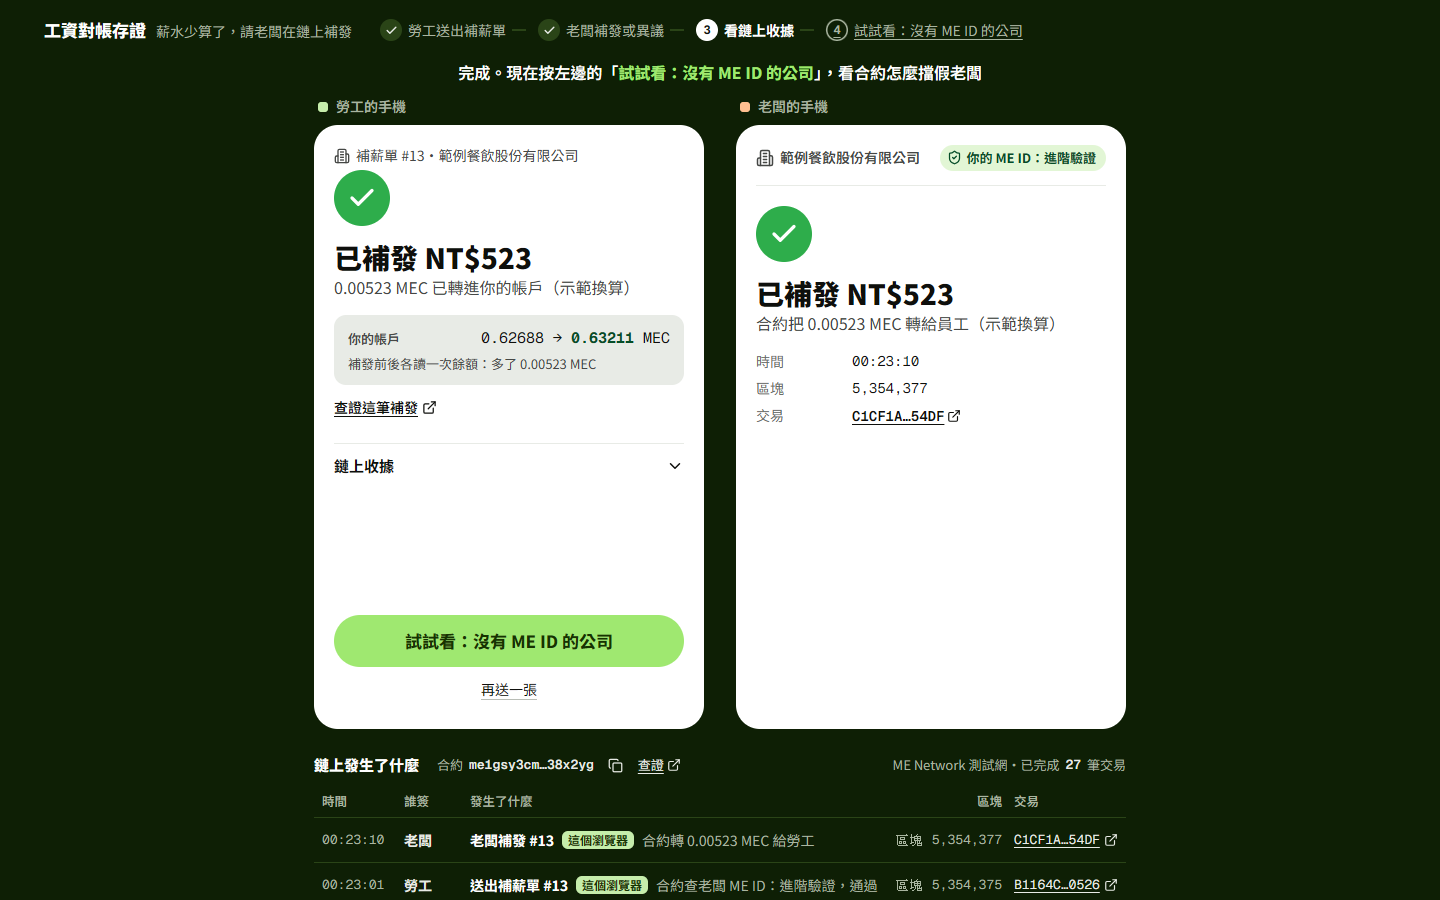 工資對帳存證 薪水少算了，請老闆在鏈上補發 勞工送出補薪單 老闆補發或異議 3 看鏈上收據 4 試試看：沒有 ME ID 的公司
完成。現在按左邊的「試試看：沒有 ME ID 的公司」，看合約怎麼擋假老闆
勞工的手機
補薪單 #13・範例餐飲股份有限公司
已補發 NT$523
0.00523 MEC 已轉進你的帳戶（示範換算）
你的帳戶 0.62688 → 0.63211 MEC
補發前後各讀一次餘額：多了 0.00523 MEC
查證這筆補發
鏈上收據
試試看：沒有 ME ID 的公司
再送一張
老闆的手機
範例餐飲股份有限公司 你的 ME ID：進階驗證
已補發 NT$523
合約把 0.00523 MEC 轉給員工（示範換算）
時間 00:23:10
區塊 5,354,377
交易 C1CF1A…54DF
鏈上發生了什麼 合約 me1gsy3cm…38x2yg 查證 ME Network 測試網・已完成 27 筆交易
時間 誰簽 發生了什麼 區塊 交易
00:23:10 老闆 老闆補發 #13 這個瀏覽器 合約轉 0.00523 MEC 給勞工 區塊 5,354,377 C1CF1A…54DF
00:23:01 勞工 送出補薪單 #13 這個瀏覽器 合約查老闆 ME ID：進階驗證，通過 區塊 5,354,375 B1164C…0526